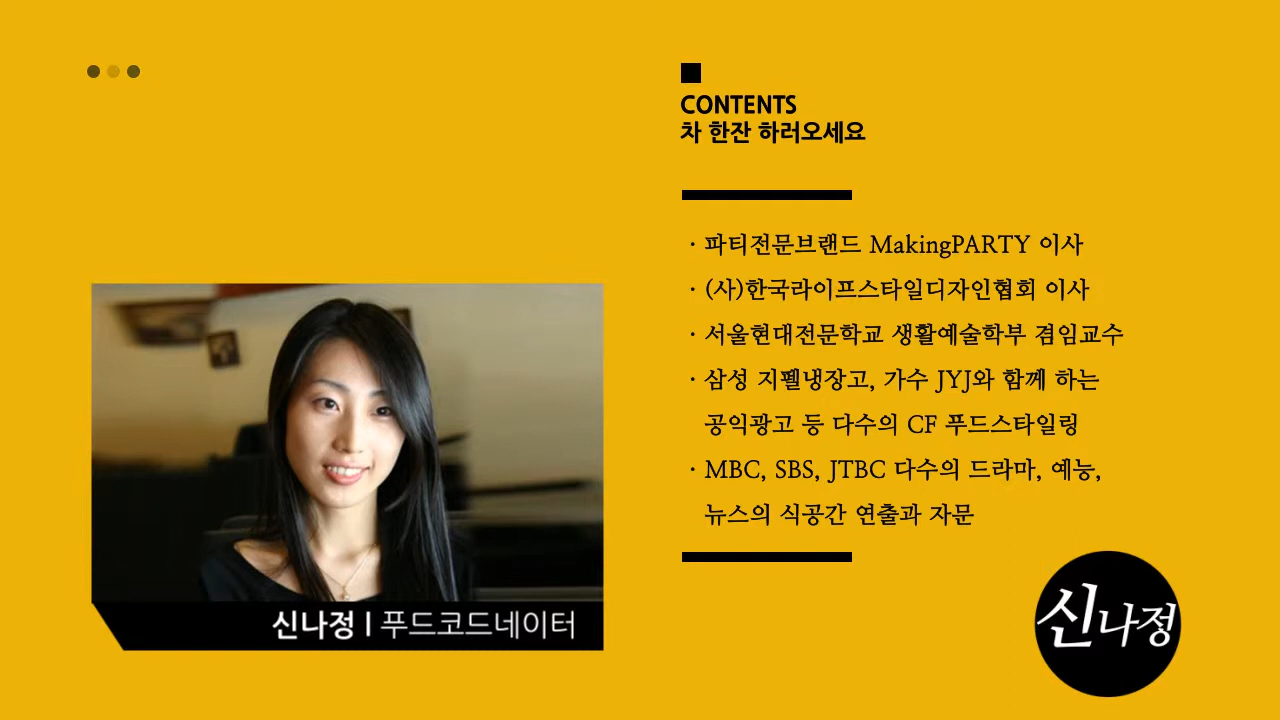 CONTENTS
차 한잔 하러오세요
· 파티전문브랜드 MakingPARTY 이사
· (사)한국라이프스타일디자인협회 이사
· 서울현대전문학교 생활예술학부 겸임교수
· 삼성 지펠냉장고, 가수 JYJ와 함께 하는
공익광고 등 다수의 CF 푸드스타일링
· MBC, SBS, JTBC 다수의 드라마, 예능,
뉴스의 식공간 연출과 자문
신나정 | 푸드코드네이터
신나정